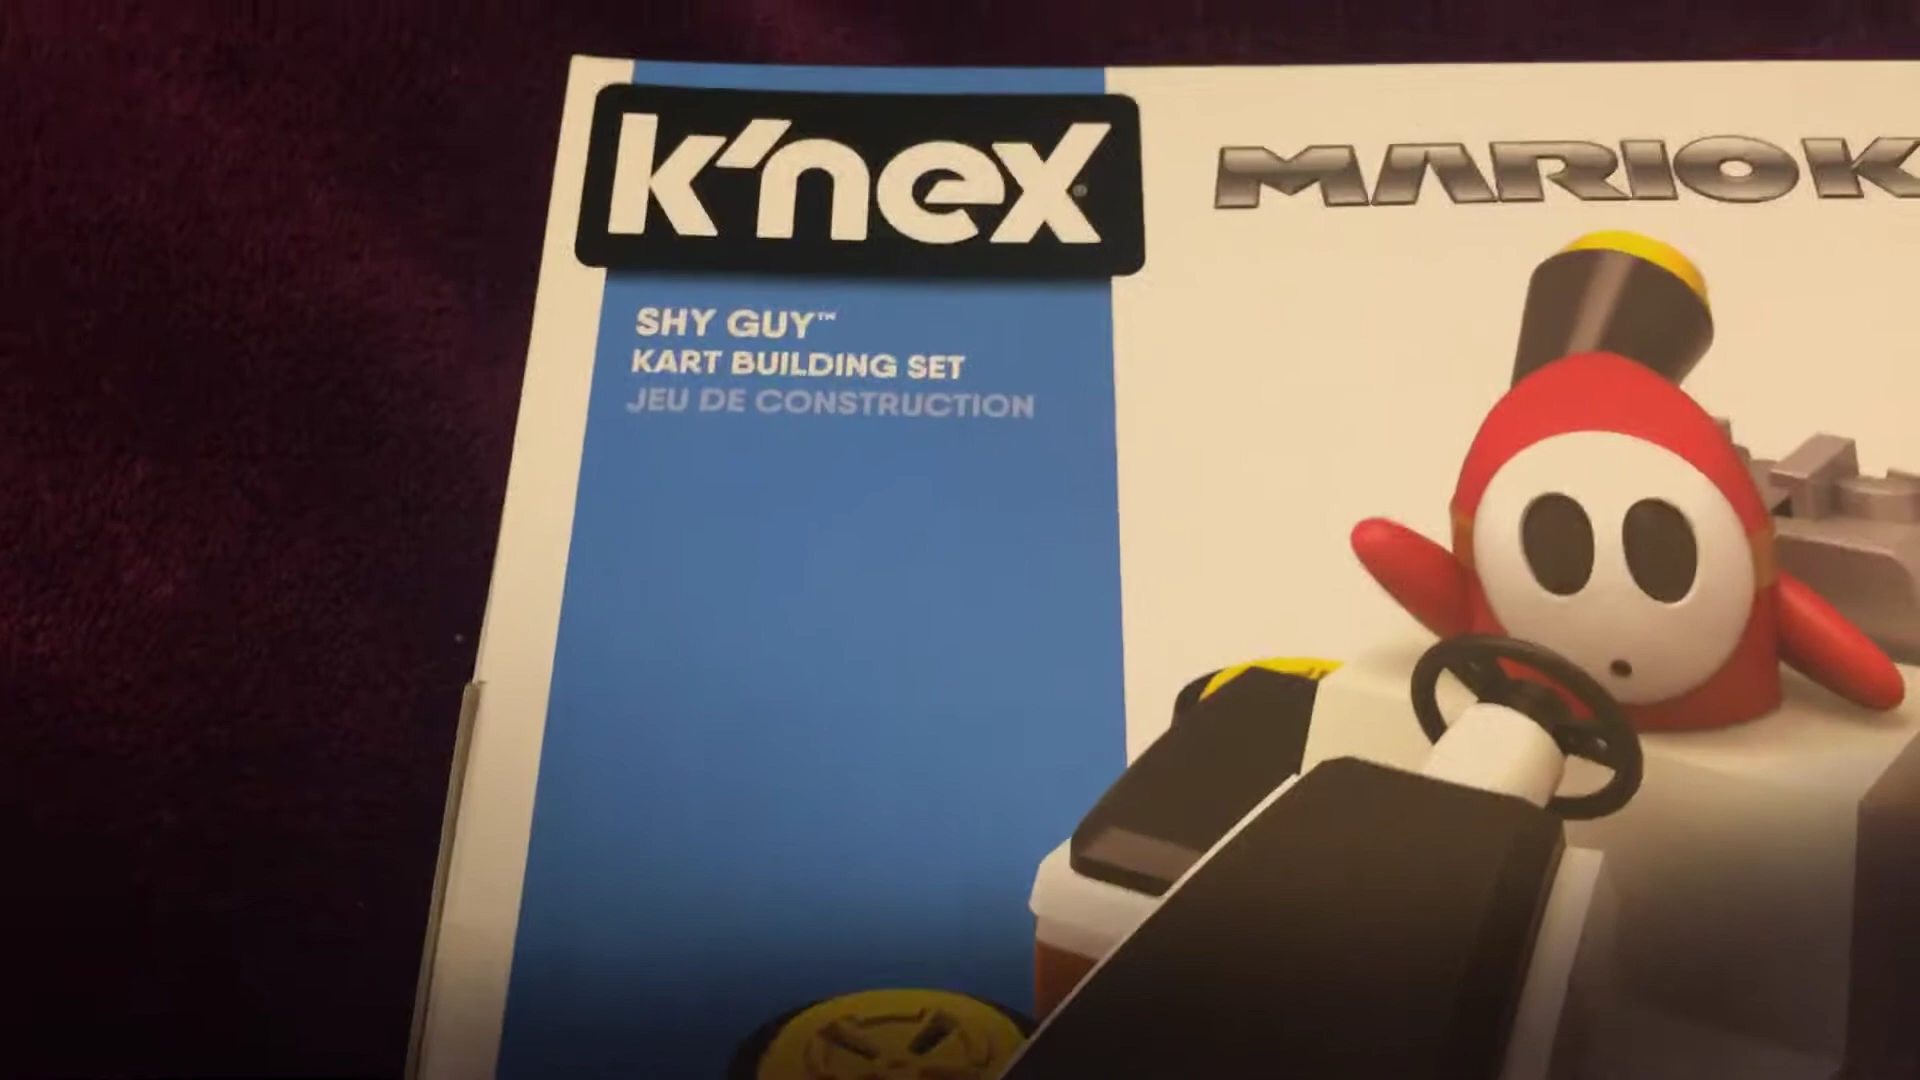 K'nex
MARIO K
SHY GUY™
KART BUILDING SET
JEU DE CONSTRUCTION